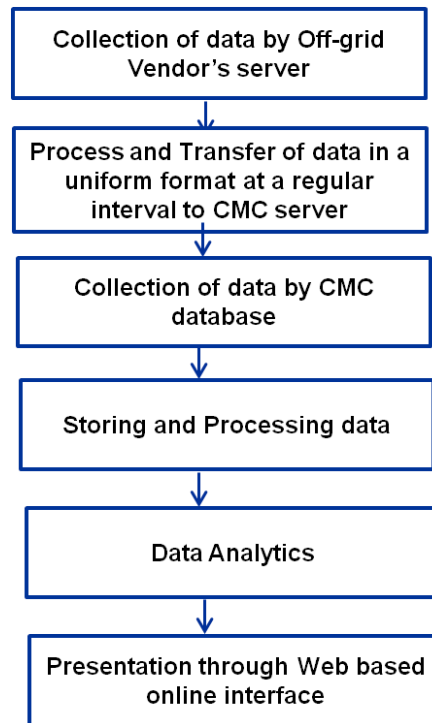 Collection of data by Off-grid
Vendor's server
Process and Transfer of data in a
uniform format at a regular
interval to CMC server
Collection of data by CMC
database
Storing and Processing data
Data Analytics
Presentation through Web based
online interface